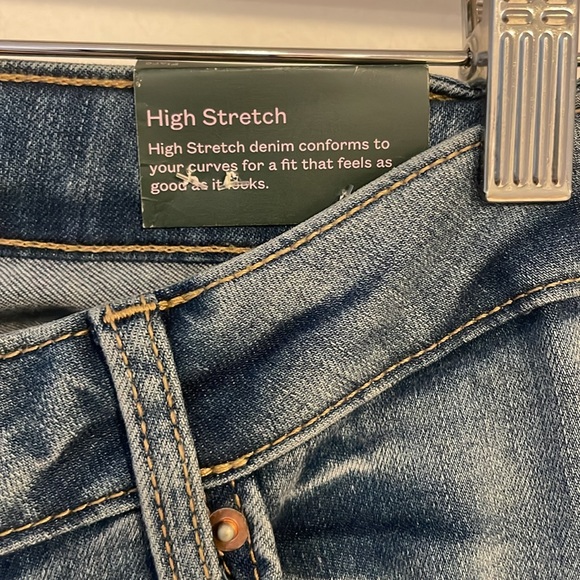 High Stretch
High Stretch denim conforms to
your curves for a fit that feels as
good as it looks.